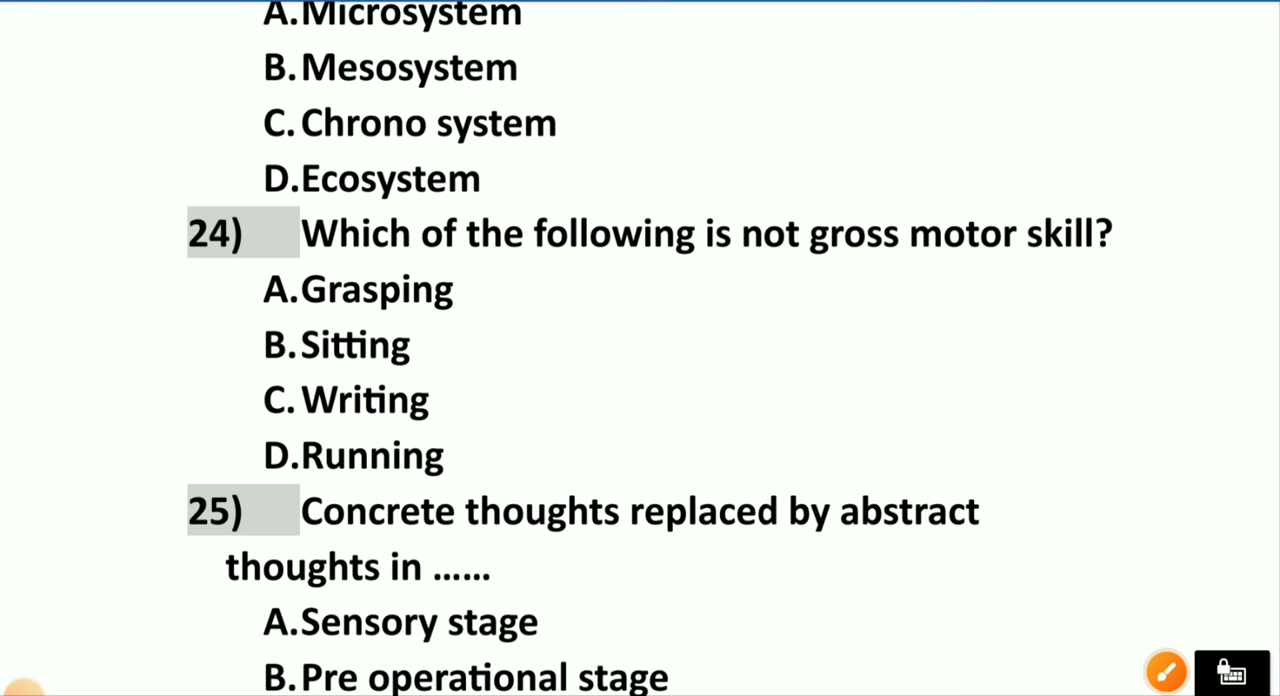 A. Microsystem
B. Mesosystem
C. Chrono system
D. Ecosystem
24) Which of the following is not gross motor skill?
A. Grasping
B. Sitting
C. Writing
D. Running
25) Concrete thoughts replaced by abstract
thoughts in ......
A. Sensory stage
B. Pre operational stage